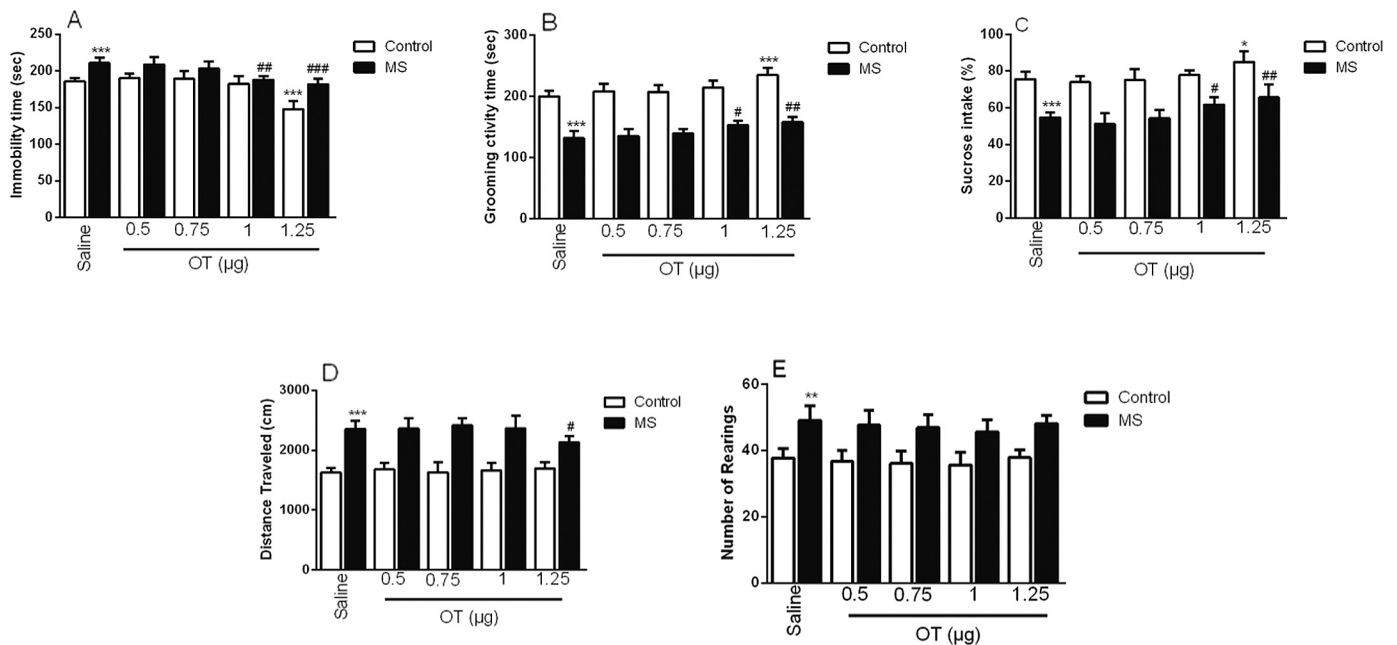 A
Immobility time (sec)
250
200
150
100
50
0
***
##
***
###
Control
MS
Saline
0.5 0.75 1 1.25
OT (µg)
B
Grooming ctivity time (sec)
300
200
100
0
***
#
***
##
Control
MS
Saline
0.5 0.75 1 1.25
OT (µg)
C
Sucrose intake (%)
100
80
60
40
20
0
***
#
*
##
Control
MS
Saline
0.5 0.75 1 1.25
OT (µg)
D
Distance Traveled (cm)
3000
2000
1000
0
***
#
Control
MS
Saline
0.5 0.75 1 1.25
OT (µg)
E
Number of Rearings
60
40
20
0
**
Control
MS
Saline
0.5 0.75 1 1.25
OT (µg)